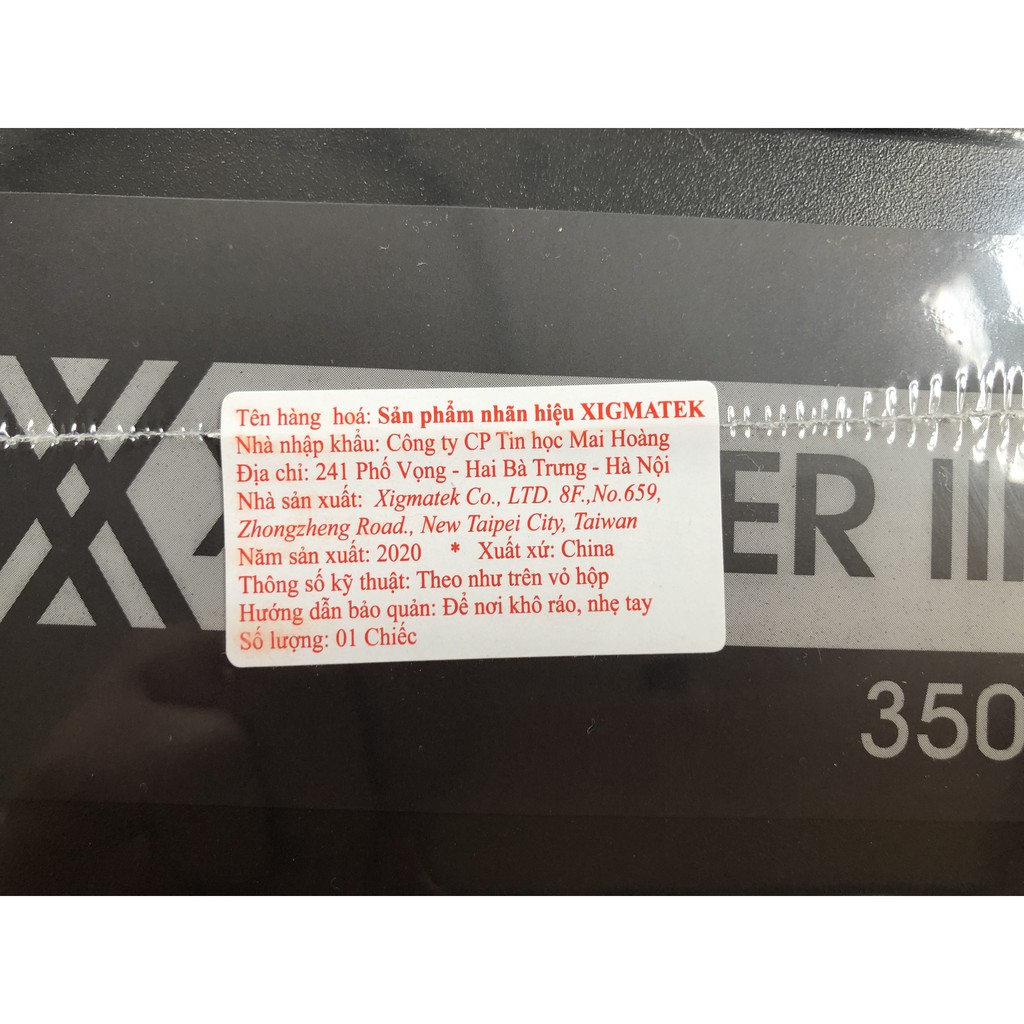 Tên hàng hoá: Sản phẩm nhãn hiệu XIGMATEK
Nhà nhập khẩu: Công ty CP Tin học Mai Hoàng
Địa chỉ: 241 Phố Vọng - Hai Bà Trưng - Hà Nội
Nhà sản xuất: Xigmatek Co., LTD. 8F.,No.659,
Zhongzheng Road., New Taipei City, Taiwan
Năm sản xuất: 2020 * Xuất xứ: China
Thông số kỹ thuật: Theo như trên vỏ hộp
Hướng dẫn bảo quản: Để nơi khô ráo, nhẹ tay
Số lượng: 01 Chiếc
ER III
350